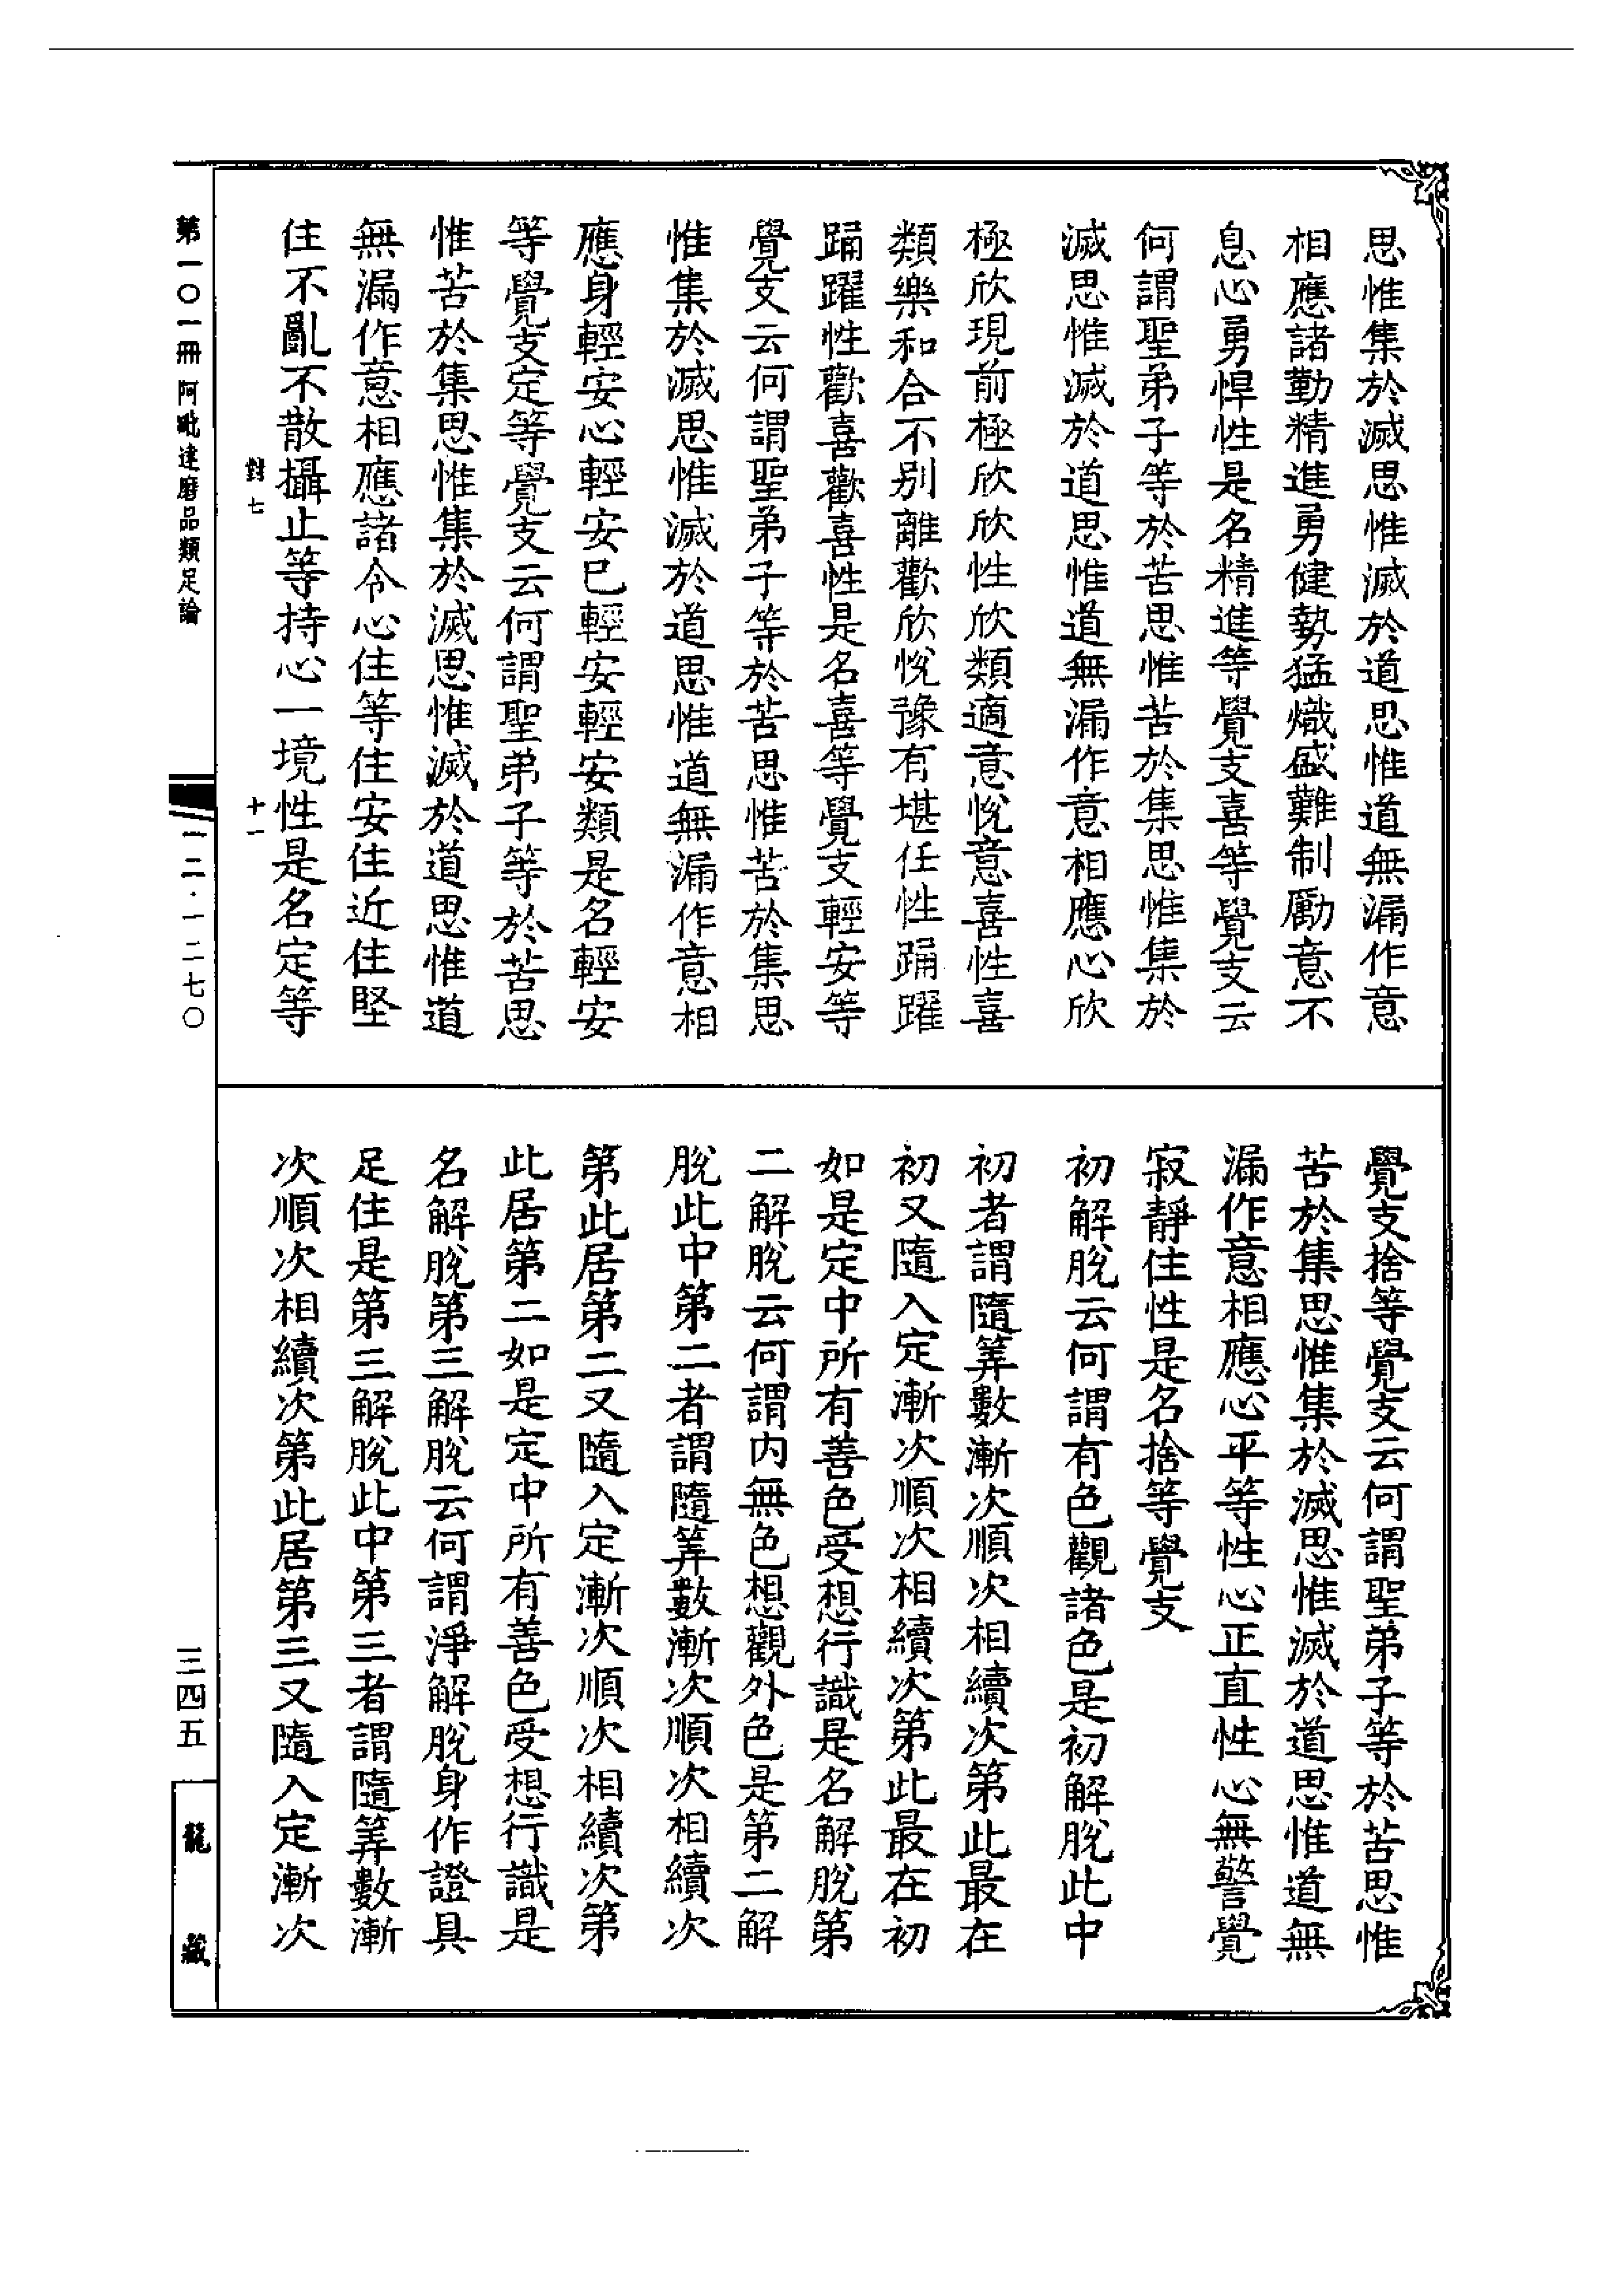 思惟集於滅思惟滅於道思惟道無漏作意
相應諸勤精進勇健勢猛熾盛難制勵意不
息心勇悍性是名精進等覺支喜等覺支云
何謂聖弟子等於苦思惟苦於集思惟集於
滅思惟滅於道思惟道無漏作意相應心欣
極欣現前極欣欣性欣類適意悅意喜性喜
類樂和合不別離歡欣悅豫有堪任性踊躍
踊躍性歡喜歡喜性是名喜等覺支輕安等
覺支云何謂聖弟子等於苦思惟苦於集思
惟集於滅思惟滅於道思惟道無漏作意相
應身輕安心輕安已輕安輕安類是名輕安
等覺支定等覺支云何謂聖弟子等於苦思
惟苦於集思惟集於滅思惟滅於道思惟道
無漏作意相應諸令心住等住安住近住堅
住不亂不散攝止等持心一境性是名定等
對七 十一
覺支捨等覺支云何謂聖弟子等於苦思惟
苦於集思惟集於滅思惟滅於道思惟道無
漏作意相應心平等性心正直性心無警覺
寂靜住性是名捨等覺支
初解脫云何謂有色觀諸色是初解脫此中
初者謂隨筭數漸次順次相續次第此最在
初又隨入定漸次順次相續次第此最在初
如是定中所有善色受想行識是名解脫第
二解脫云何謂內無色想觀外色是第二解
脫此中第二者謂隨筭數漸次順次相續次
第此居第二又隨入定漸次順次相續次第
此居第二如是定中所有善色受想行識是
名解脫第三解脫云何謂淨解脫身作證具
足住是第三解脫此中第三者謂隨筭數漸
次順次相續次第此居第三又隨入定漸次
第一〇一冊 阿毗達磨品類足論
一二·一二七〇
三四五
龍藏